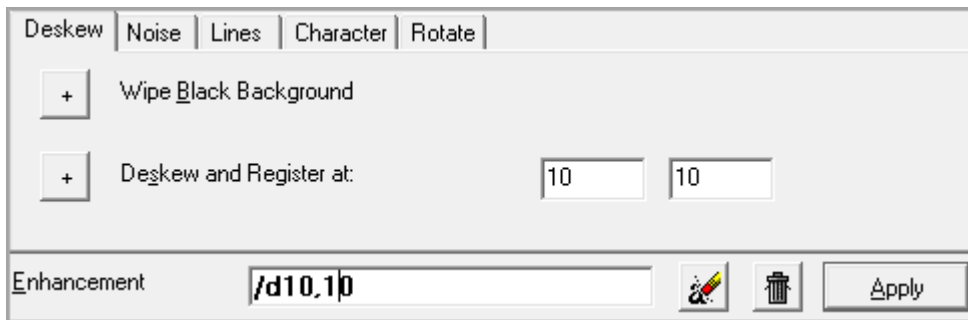 Deskew Noise Lines Character Rotate
+ Wipe Black Background
+ Deskew and Register at: 10 10
Enhancement /d10,10 Apply